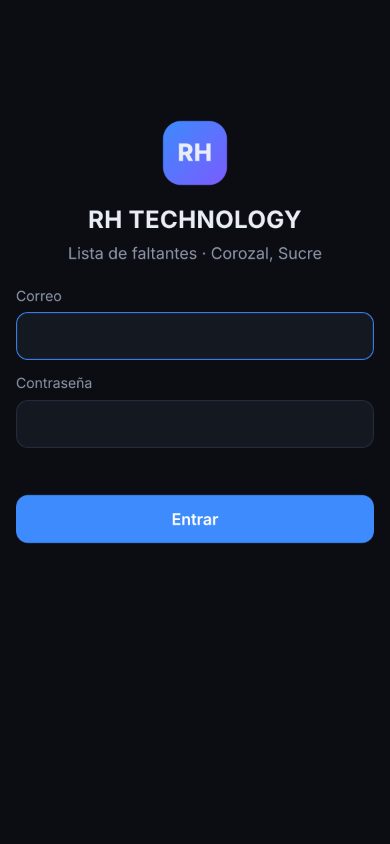 RH
RH TECHNOLOGY
Lista de faltantes · Corozal, Sucre
Correo
Contraseña
Entrar